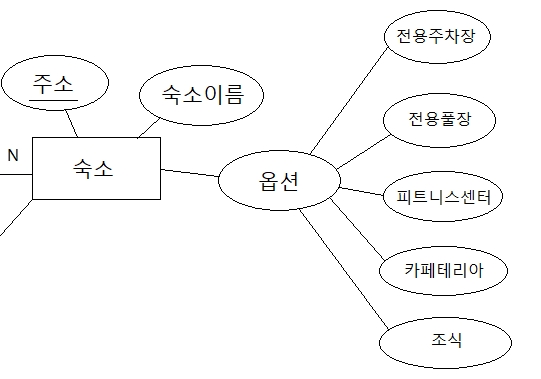 전용주차장
주소
숙소이름
전용풀장
N
숙소
옵션
피트니스센터
카페테리아
조식